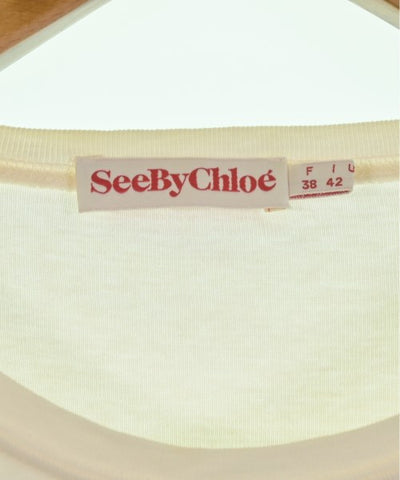 SeeByChloé
F I U
38 42